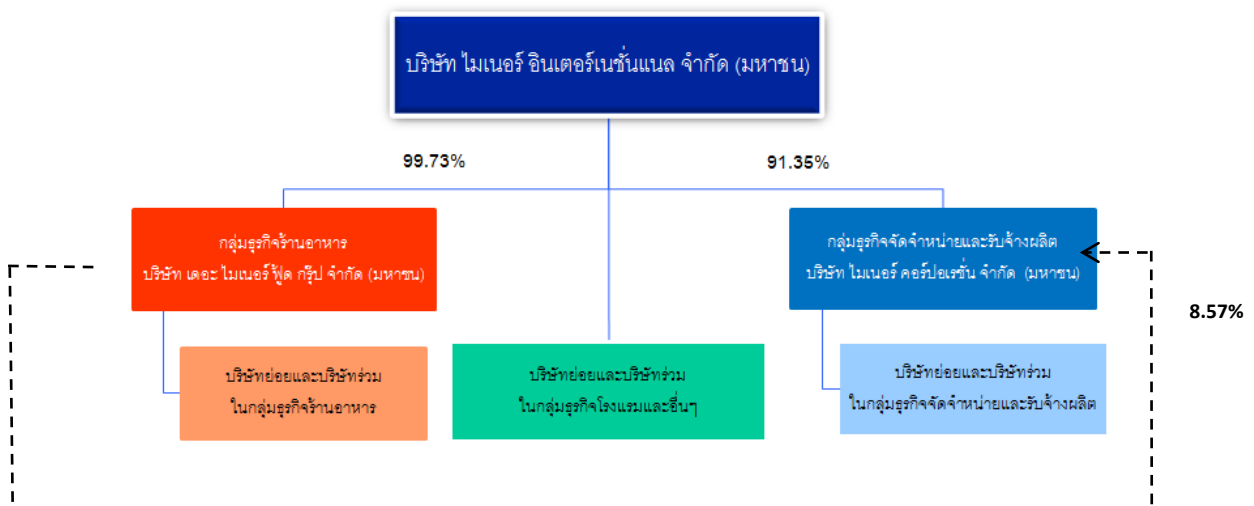 บริษัท ไมเนอร์ อินเตอร์เนชั่นแนล จำกัด (มหาชน)
99.73%
91.35%
กลุ่มธุรกิจร้านอาหาร
บริษัท เดอะ ไมเนอร์ ฟู้ด กรุ๊ป จำกัด (มหาชน)
กลุ่มธุรกิจจัดจำหน่ายและรับจ้างผลิต
บริษัท ไมเนอร์ คอร์ปอเรชั่น จำกัด (มหาชน)
8.57%
บริษัทย่อยและบริษัทร่วม
ในกลุ่มธุรกิจร้านอาหาร
บริษัทย่อยและบริษัทร่วม
ในกลุ่มธุรกิจโรงแรมและอื่นๆ
บริษัทย่อยและบริษัทร่วม
ในกลุ่มธุรกิจจัดจำหน่ายและรับจ้างผลิต